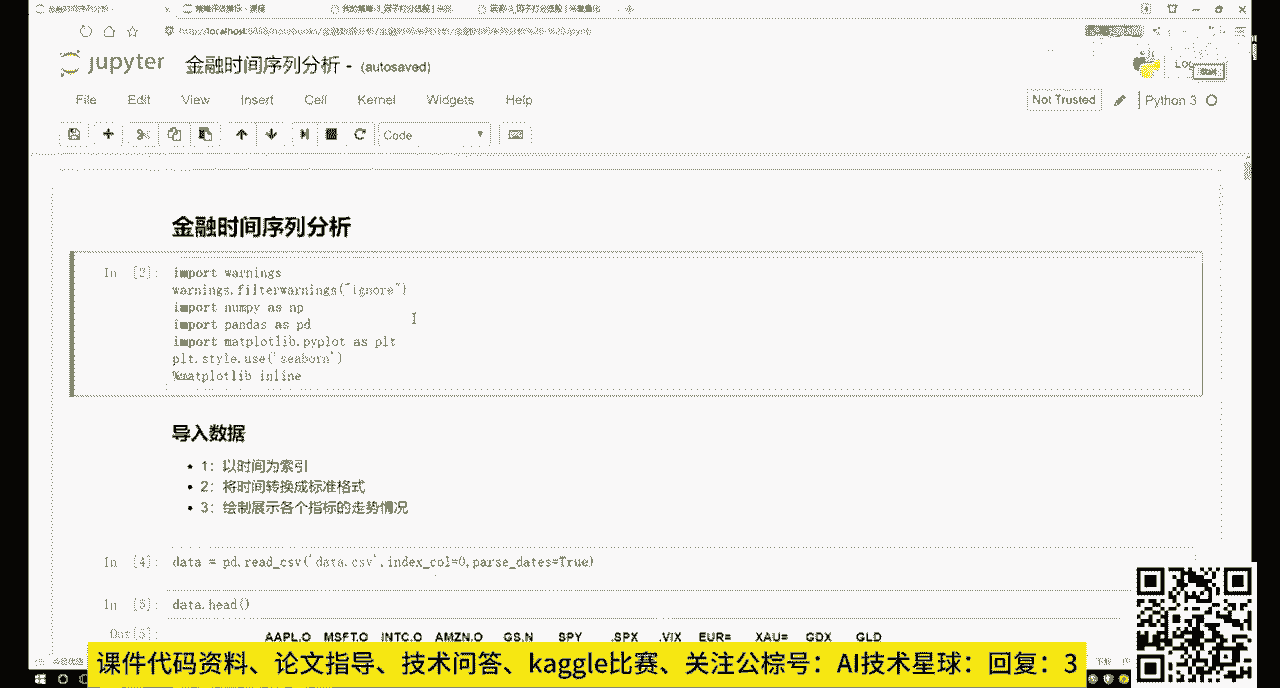 jupyter 金融时间序列分析 - (autosaved)
File Edit View Insert Cell Kernel Widgets Help
Not Trusted Python 3
Code
金融时间序列分析
In [2]: import warnings
warnings.filterwarnings("ignore")
import numpy as np
import pandas as pd
import matplotlib.pyplot as plt
plt.style.use('seaborn')
%matplotlib inline
导入数据
1：以时间为索引
2：将时间转换成标准格式
3：绘制展示各个指标的走势情况
In [4]: data = pd.read_csv('data.csv',index_col=0,parse_dates=True)
In [5]: data.head()
Out[5]:
AAPL.O MSFT.O INTC.O AMZN.O GS.N SPY .SPX .VIX EUR= XAU= GDX GLD
课件代码资料、论文指导、技术问答、kaggle比赛、关注公棕号：AI技术星球：回复：3